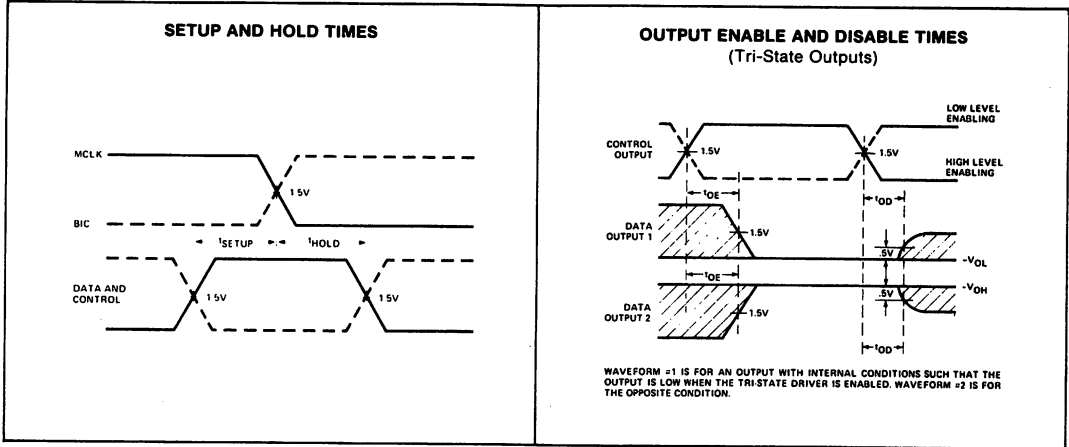 SETUP AND HOLD TIMES
MCLK
1 5V
BIC
tSETUP
tHOLD
DATA AND
CONTROL
1 5V
1 5V
OUTPUT ENABLE AND DISABLE TIMES
(Tri-State Outputs)
LOW LEVEL
ENABLING
CONTROL
OUTPUT
1.5V
1.5V
HIGH LEVEL
ENABLING
tOE
tOD
DATA
OUTPUT 1
1.5V
.5V
-VOL
tOE
.5V
-VOH
DATA
OUTPUT 2
1.5V
tOD
WAVEFORM #1 IS FOR AN OUTPUT WITH INTERNAL CONDITIONS SUCH THAT THE
OUTPUT IS LOW WHEN THE TRI-STATE DRIVER IS ENABLED. WAVEFORM #2 IS FOR
THE OPPOSITE CONDITION.